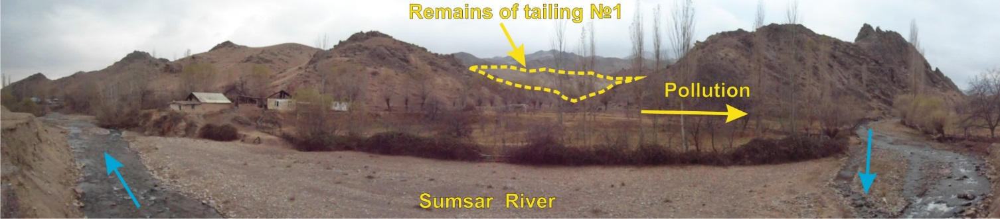 Remains of tailing №1
Pollution
Sumsar River